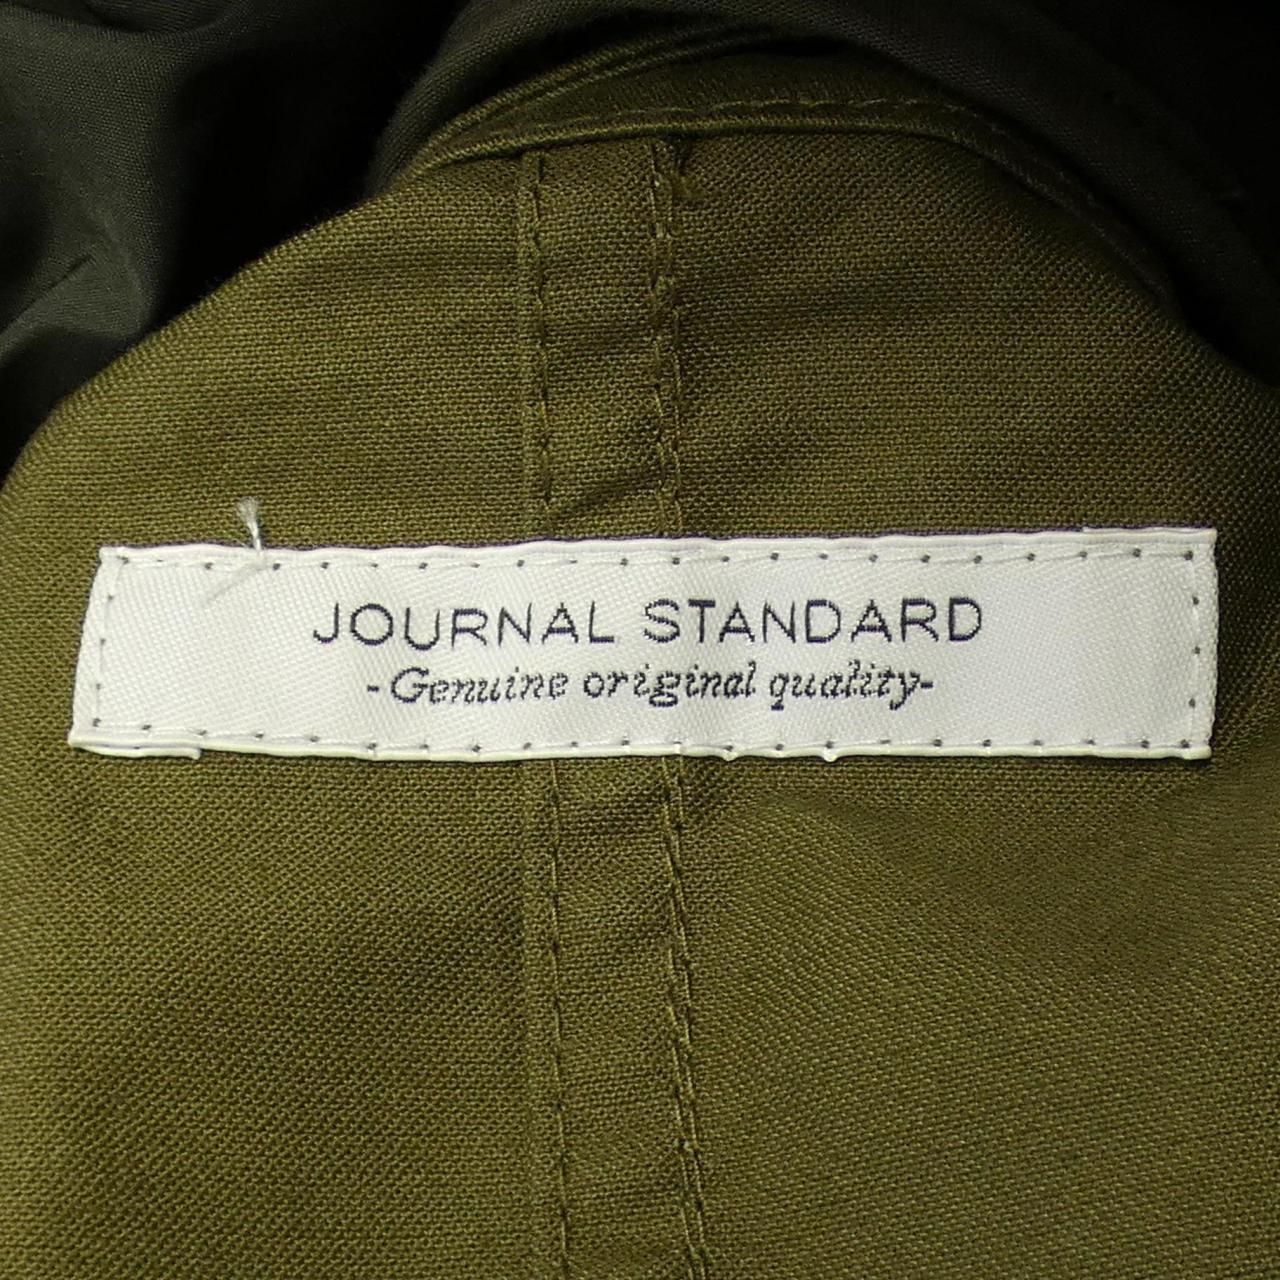 JOURNAL STANDARD
-Genuine original quality-